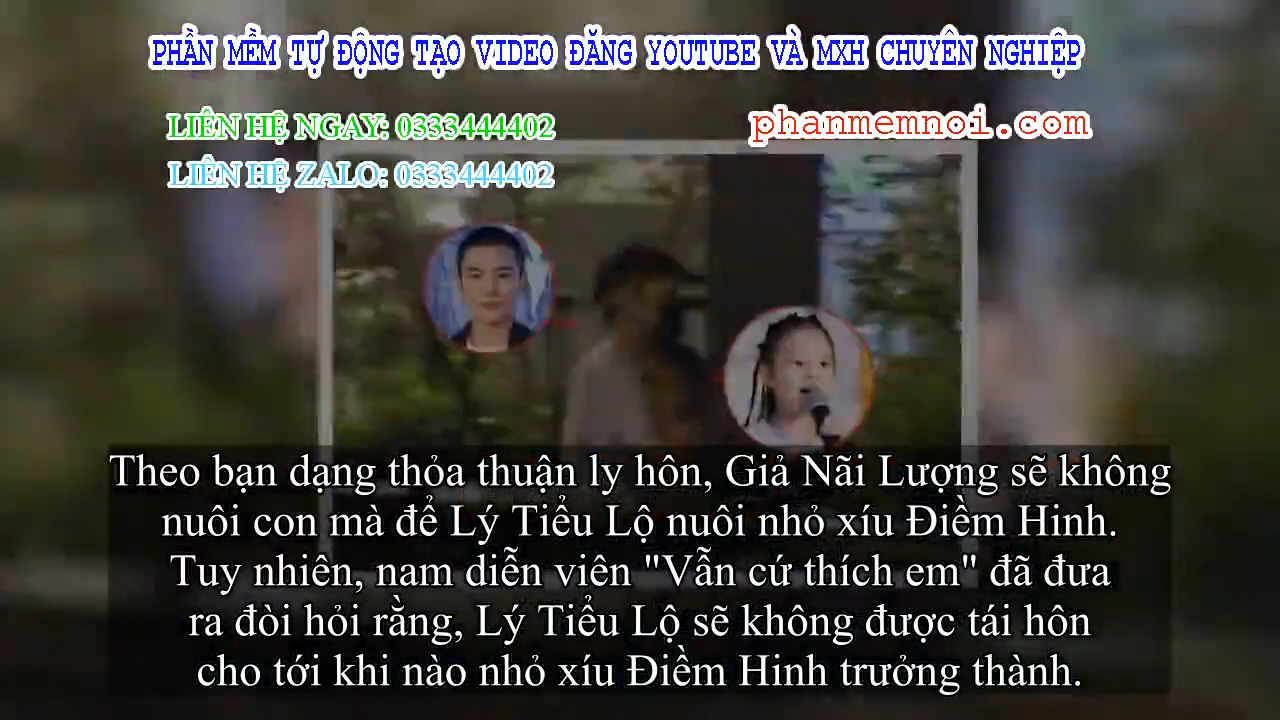 PHẦN MỀM TỰ ĐỘNG TẠO VIDEO ĐĂNG YOUTUBE VÀ MXH CHUYÊN NGHIỆP
LIÊN HỆ NGAY: 0333444402
phanmemnoi.com
LIÊN HỆ ZALO: 0333444402
Theo bạn dạng thỏa thuận ly hôn, Giả Nãi Lượng sẽ không
nuôi con mà để Lý Tiểu Lộ nuôi nhỏ xíu Điềm Hinh.
Tuy nhiên, nam diễn viên "Vẫn cứ thích em" đã đưa
ra đòi hỏi rằng, Lý Tiểu Lộ sẽ không được tái hôn
cho tới khi nào nhỏ xíu Điềm Hinh trưởng thành.